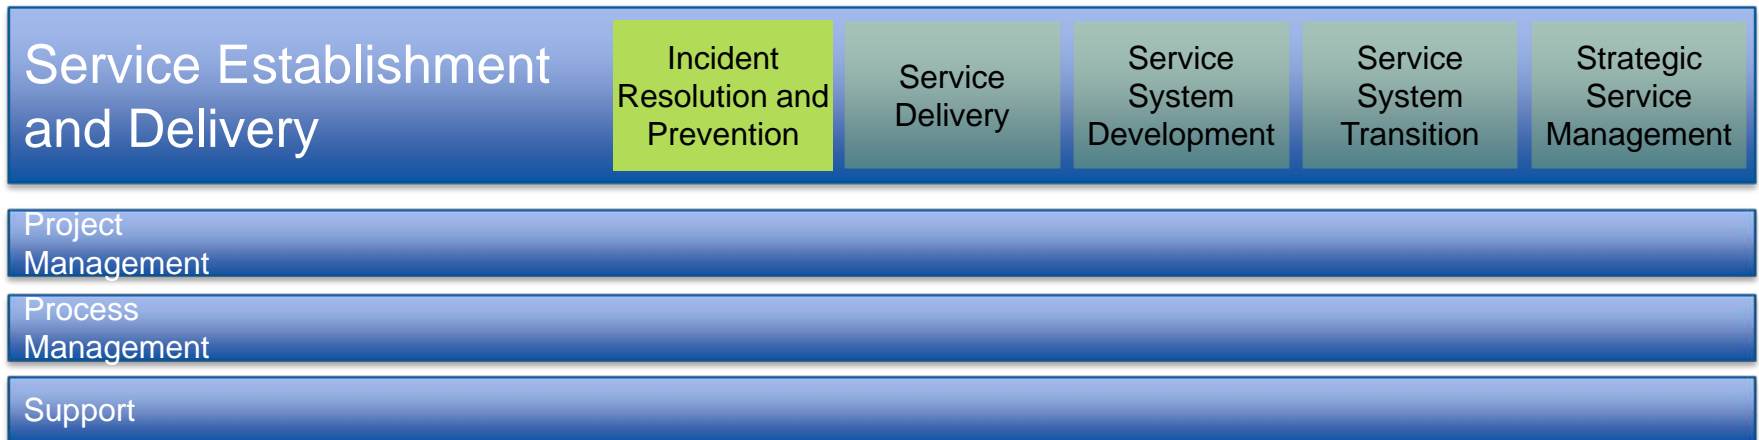 Service Establishment
and Delivery
Incident
Resolution and
Prevention
Service
Delivery
Service
System
Development
Service
System
Transition
Strategic
Service
Management
Project
Management
Process
Management
Support